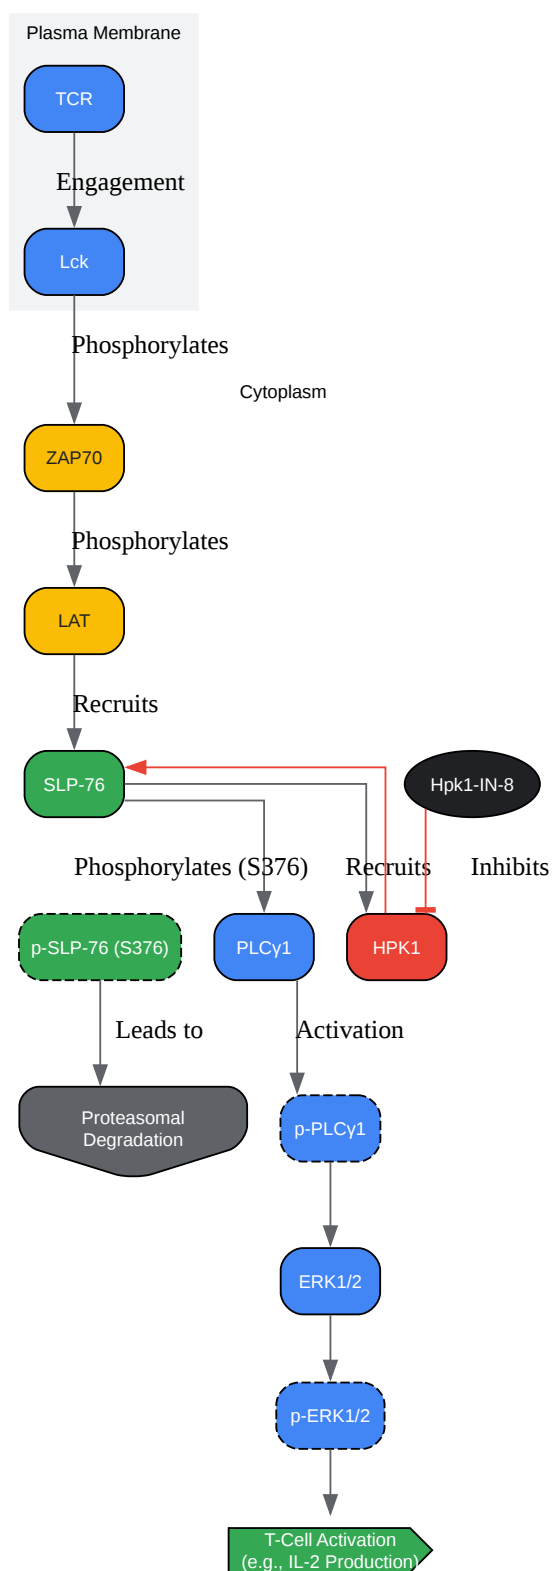 Plasma Membrane
TCR
Engagement
Lck
Phosphorylates
Cytoplasm
ZAP70
Phosphorylates
LAT
Recruits
SLP-76
Hpk1-IN-8
Phosphorylates (S376)
Recruits
Inhibits
p-SLP-76 (S376)
PLCγ1
HPK1
Leads to
Activation
Proteasomal
Degradation
p-PLCγ1
ERK1/2
p-ERK1/2
T-Cell Activation
(e.g., IL-2 Production)